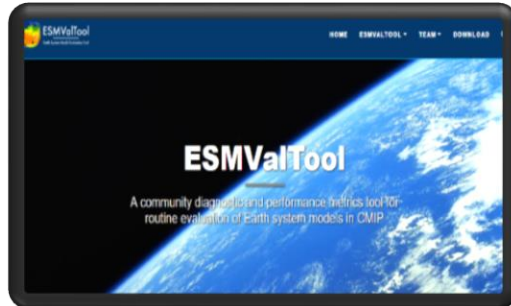 ESMValTool
HOME ESMVALTOOL TEAM DOWNLOAD
ESMValTool
A community diagnostic and performance metrics tool for
routine evaluation of Earth system models in CMIP